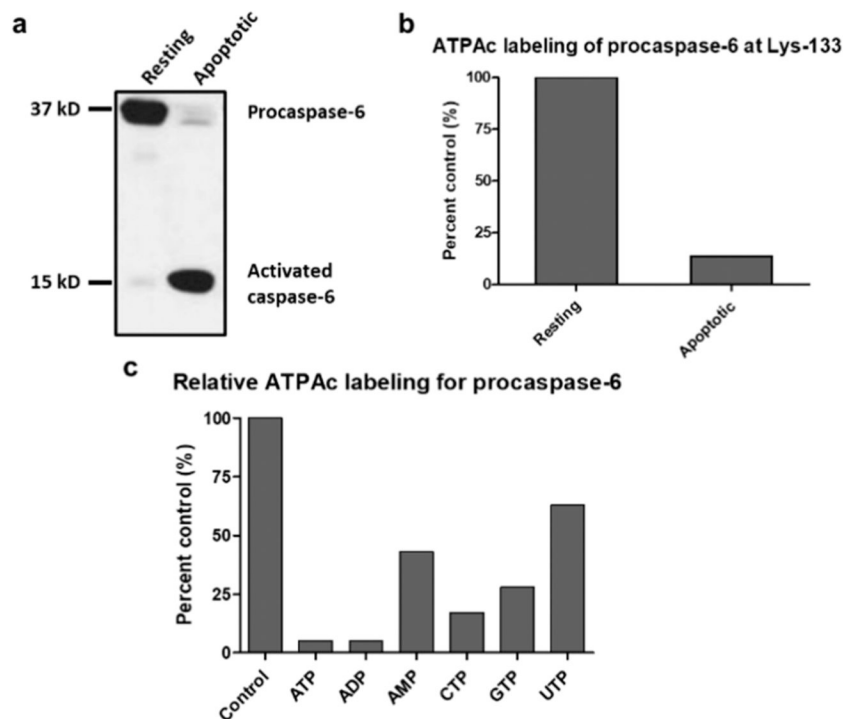 a
Resting
Apoptotic
37 kD
Procaspase-6
15 kD
Activated
caspase-6
b
ATPAc labeling of procaspase-6 at Lys-133
Percent control (%)
100
75
50
25
0
Resting
Apoptotic
c
Relative ATPAc labeling for procaspase-6
Percent control (%)
100
75
50
25
0
Control
ATP
ADP
AMP
CTP
GTP
UTP